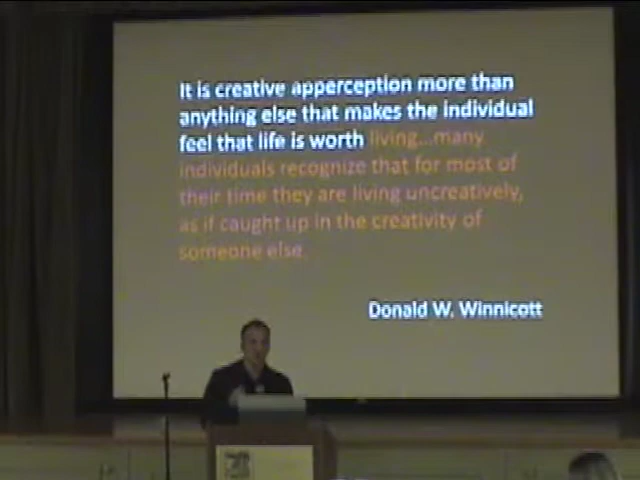 It is creative apperception more than
anything else that makes the individual
feel that life is worth living...many
individuals recognize that for most of
their time they are living uncreatively,
as if caught up in the creativity of
someone else.
Donald W. Winnicott